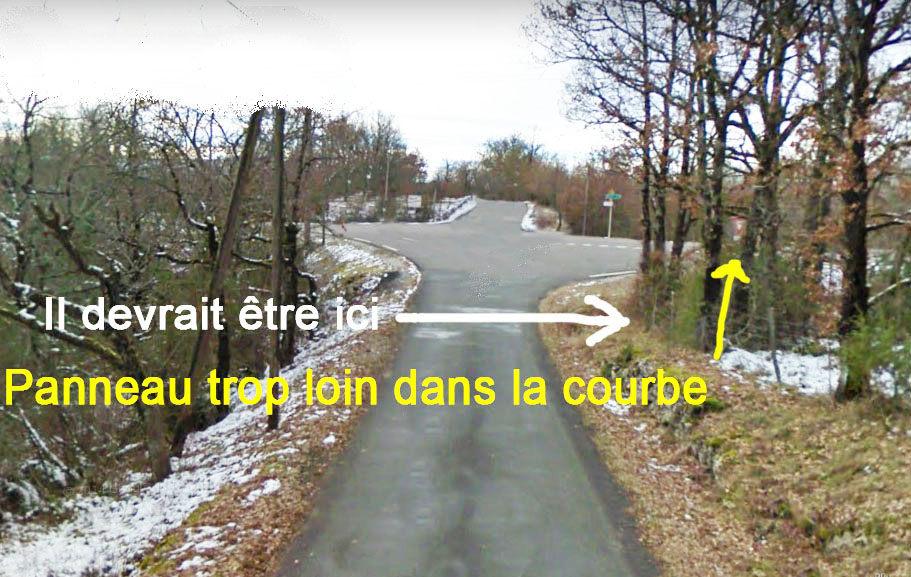 Il devrait être ici
Panneau trop loin dans la courbe